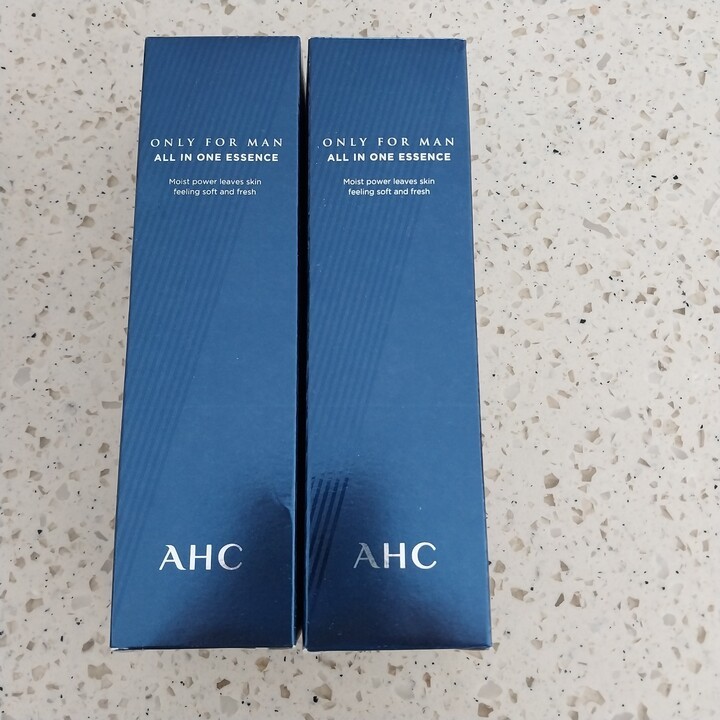 ONLY FOR MAN
ALL IN ONE ESSENCE
Moist power leaves skin
feeling soft and fresh
AHC
ONLY FOR MAN
ALL IN ONE ESSENCE
Moist power leaves skin
feeling soft and fresh
AHC